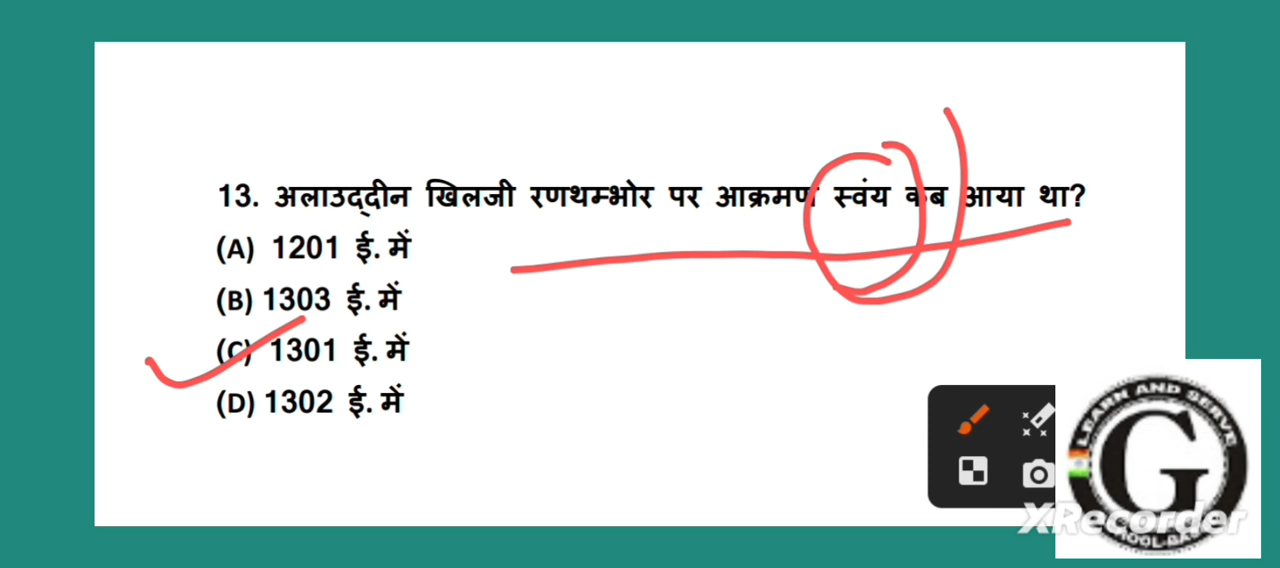 13. अलाउद्दीन खिलजी रणथम्भोर पर आक्रमण स्वंय कब आया था?
(A) 1201 ई. में
(B) 1303 ई. में
(C) 1301 ई. में
(D) 1302 ई. में
LEARN AND SERVE
G
XRecorder